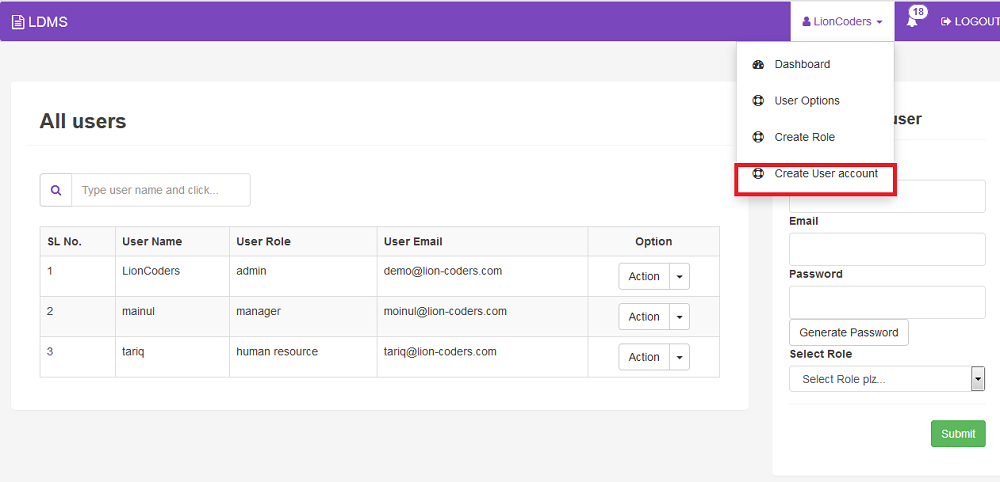 LDMS
LionCoders
18
LOGOUT
Dashboard
User Options
Create Role
Create User account
All users
Type user name and click...
SL No. User Name User Role User Email Option
1 LionCoders admin demo@lion-coders.com Action
2 mainul manager moinul@lion-coders.com Action
3 tariq human resource tariq@lion-coders.com Action
user
Email
Password
Generate Password
Select Role
Select Role plz...
Submit